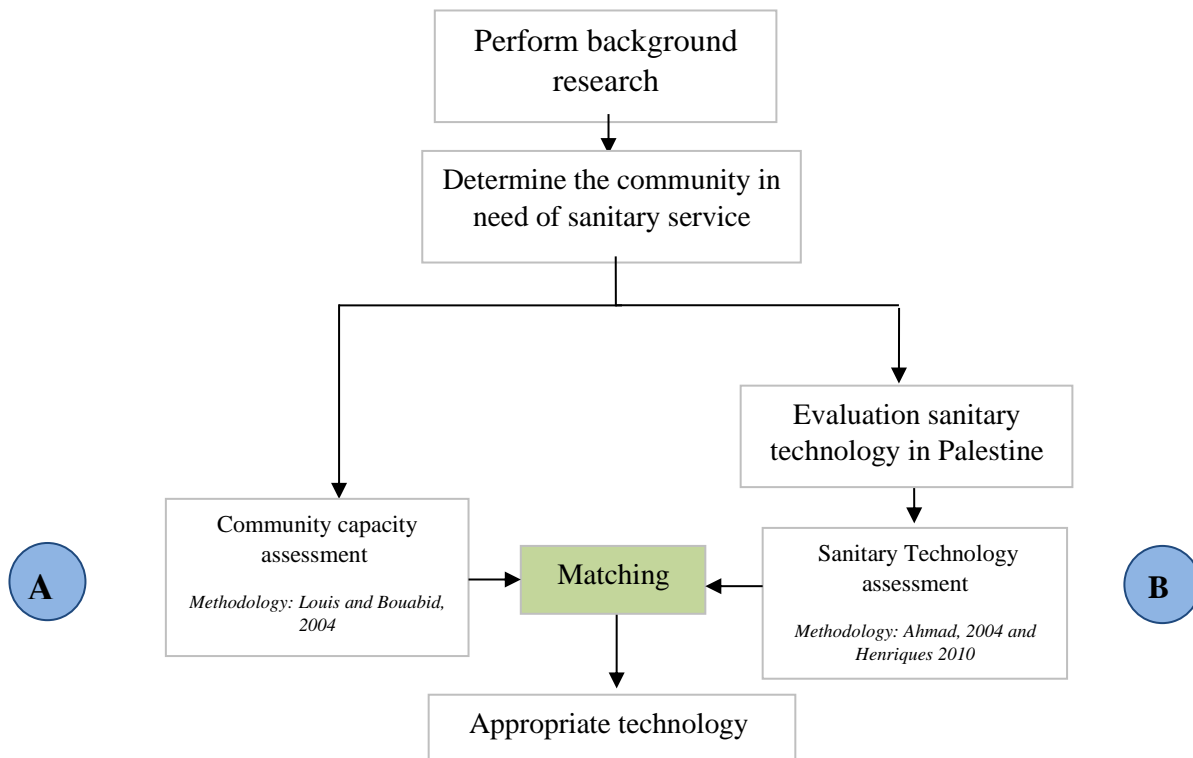 Perform background
research
Determine the community in
need of sanitary service
Evaluation sanitary
technology in Palestine
Community capacity
assessment
Methodology: Louis and Bouabid,
2004
A
Matching
Sanitary Technology
assessment
Methodology: Ahmad, 2004 and
Henriques 2010
B
Appropriate technology